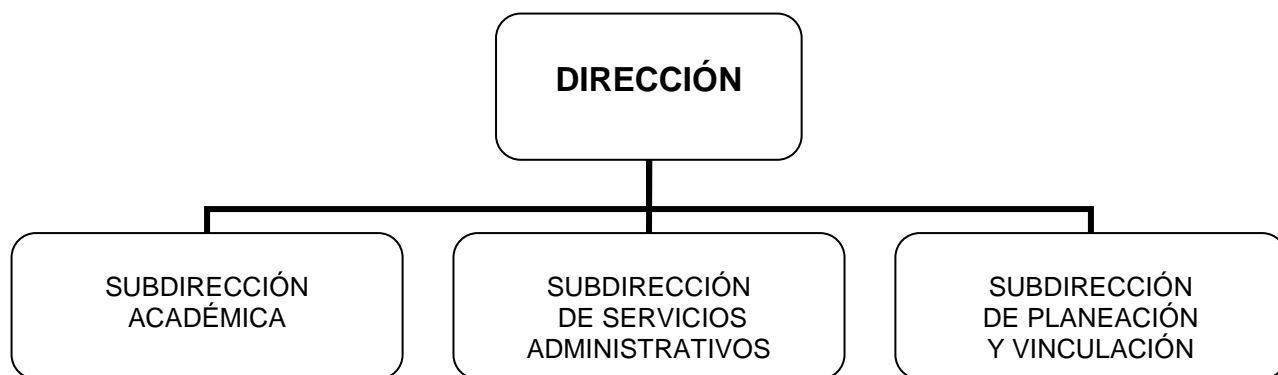 DIRECCIÓN
SUBDIRECCIÓN
ACADÉMICA
SUBDIRECCIÓN
DE SERVICIOS
ADMINISTRATIVOS
SUBDIRECCIÓN
DE PLANEACIÓN
Y VINCULACIÓN